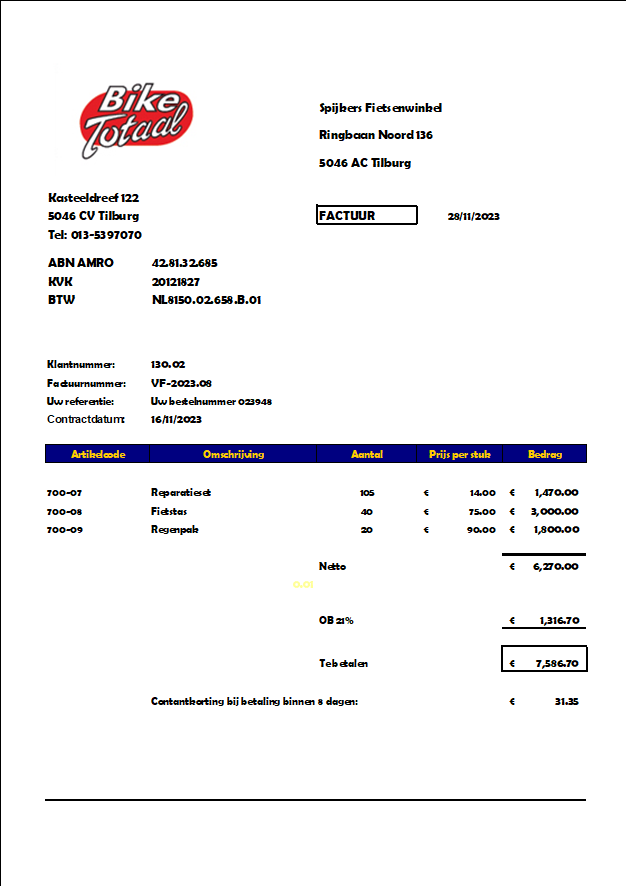 Bike
Totaal
Spijkers Fietsenwinkel
Ringbaan Noord 136
5046 AC Tilburg
Kasteeldreef 122
5046 CV Tilburg
Tel: 013-5397070
FACTUUR 28/11/2023
ABN AMRO 42.81.32.685
KVK 20121827
BTW NL8150.02.658.B.01
Klantnummer: 130.02
Factuurnummer: VF-2023.08
Uw referentie: Uw bestelnummer 023948
Contractdatum: 16/11/2023
Artikelcode Omschrijving Aantal Prijs per stuk Bedrag
700-07 Reparatieset 105 € 14.00 € 1,470.00
700-08 Fietstas 40 € 75.00 € 3,000.00
700-09 Regenpak 20 € 90.00 € 1,800.00
Netto € 6,270.00
OB 21% € 1,316.70
Te betalen € 7,586.70
Contantkorting bij betaling binnen 8 dagen: € 31.35